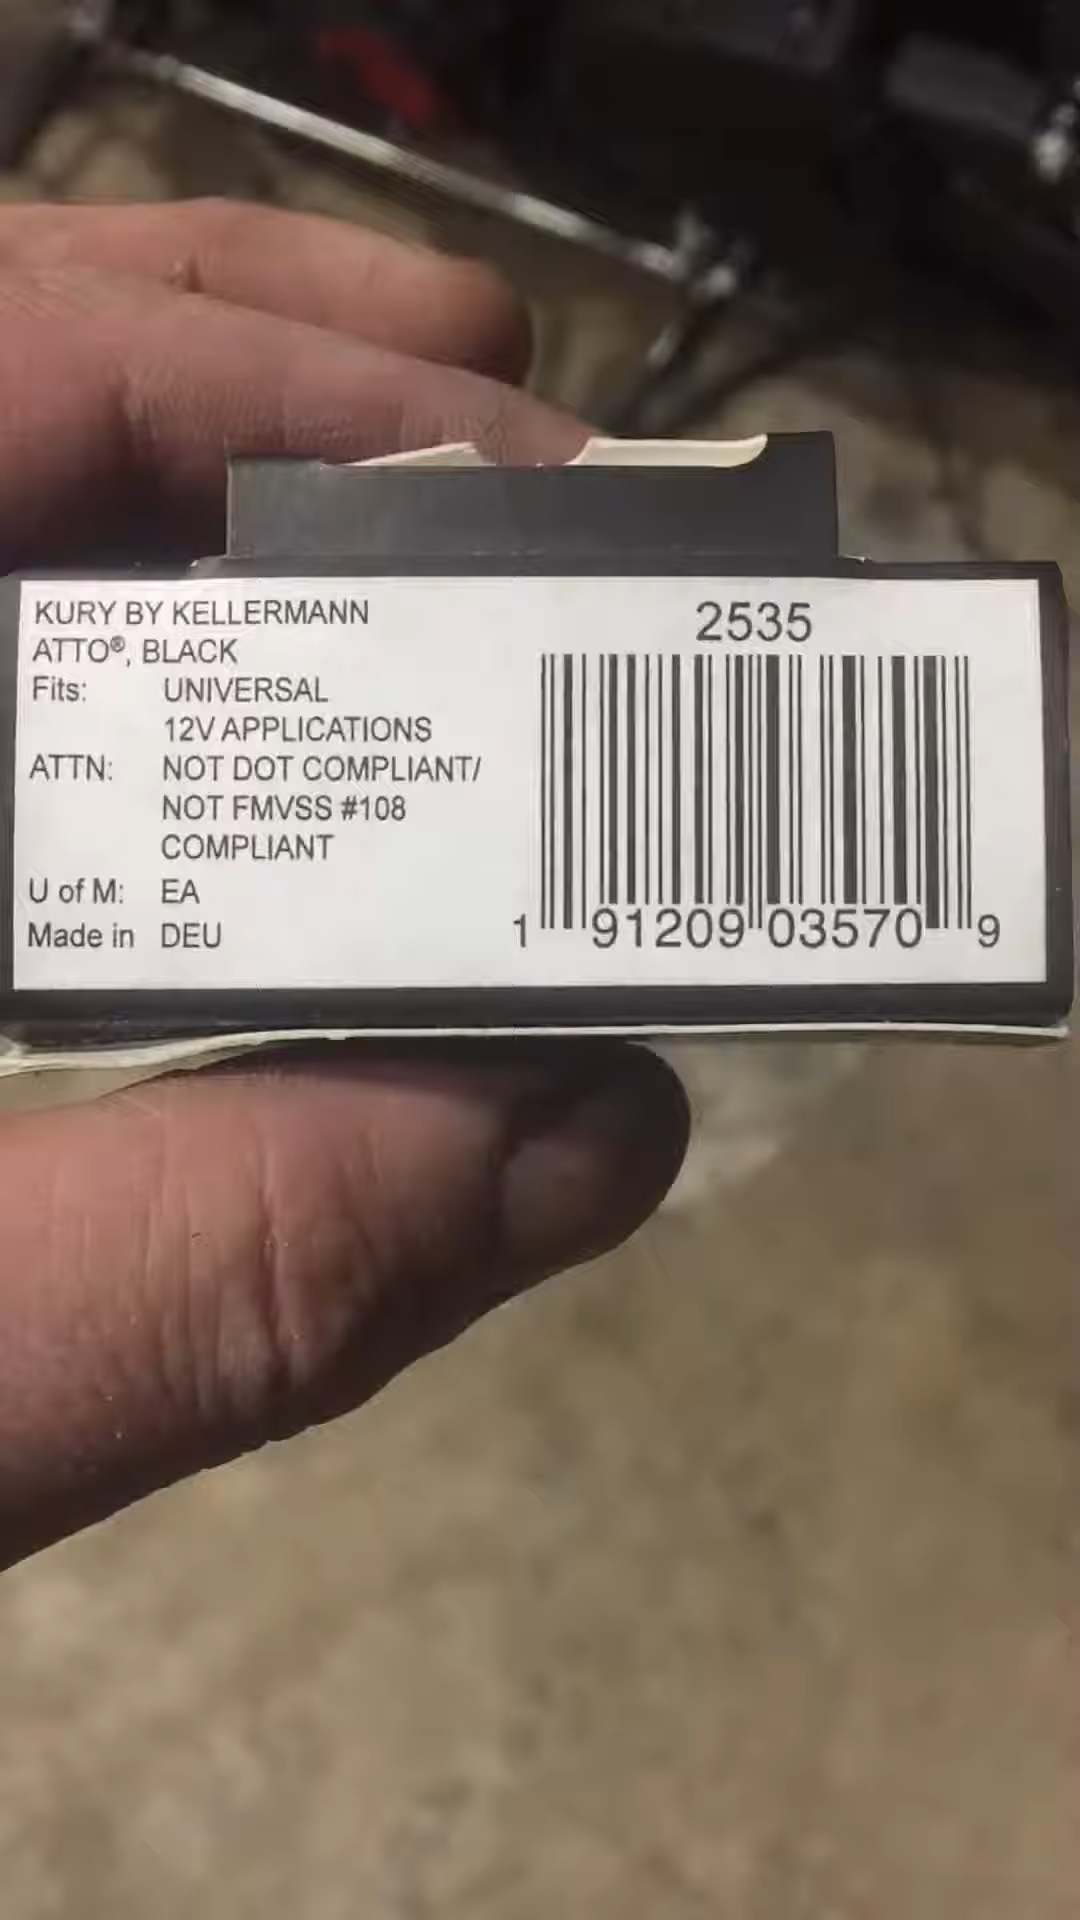 KURY BY KELLERMANN
ATTO®, BLACK
Fits: UNIVERSAL
12V APPLICATIONS
ATTN: NOT DOT COMPLIANT/
NOT FMVSS #108
COMPLIANT
U of M: EA
Made in DEU
2535
1 91209 03570 9